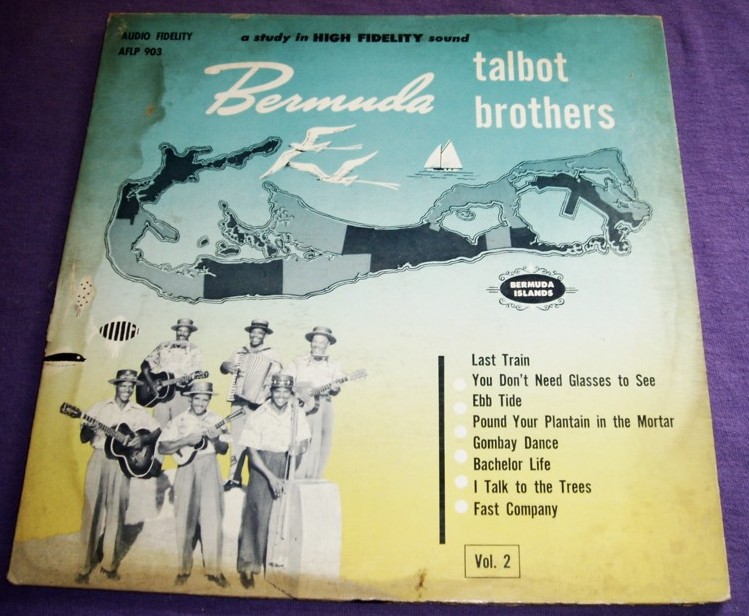 AUDIO FIDELITY
AFLP 903
a study in HIGH FIDELITY sound
Bermuda
talbot
brothers
BERMUDA
ISLANDS
Last Train
You Don't Need Glasses to See
Ebb Tide
Pound Your Plantain in the Mortar
Gombay Dance
Bachelor Life
I Talk to the Trees
Fast Company
Vol. 2